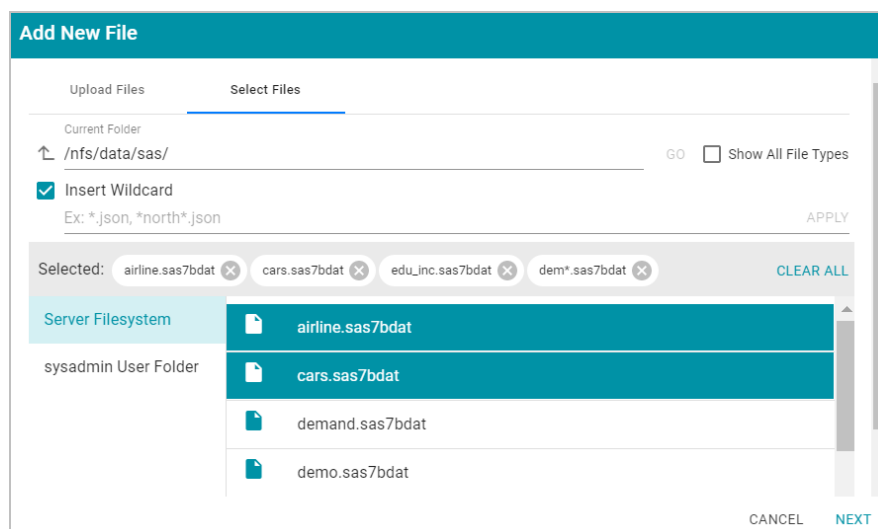 Add New File
Upload Files Select Files
Current Folder
/nfs/data/sas/ GO Show All File Types
Insert Wildcard
Ex: *.json, *north*.json APPLY
Selected: airline.sas7bdat cars.sas7bdat edu_inc.sas7bdat dem*.sas7bdat CLEAR ALL
Server Filesystem airline.sas7bdat
sysadmin User Folder cars.sas7bdat
demand.sas7bdat
demo.sas7bdat
CANCEL NEXT